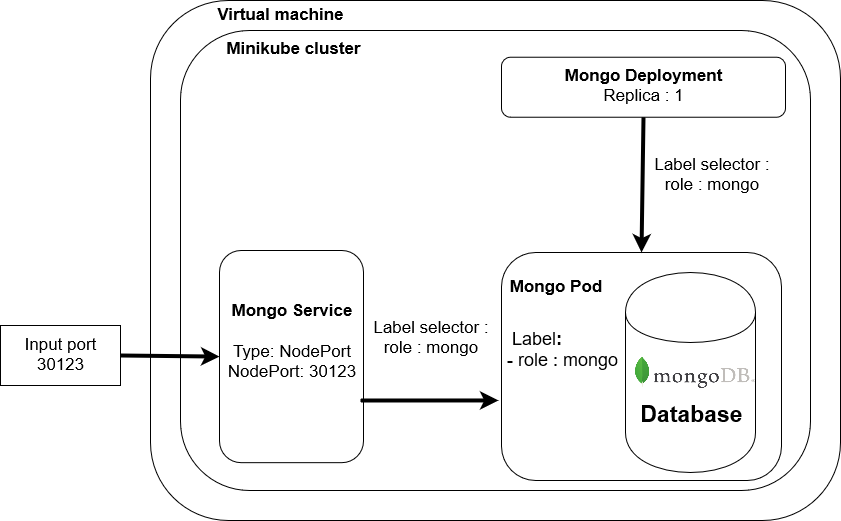 Virtual machine
Minikube cluster
Mongo Deployment
Replica : 1
Label selector :
role : mongo
Mongo Service
Type: NodePort
NodePort: 30123
Input port
30123
Label selector :
role : mongo
Mongo Pod
Label:
- role : mongo
mongoDB.
Database